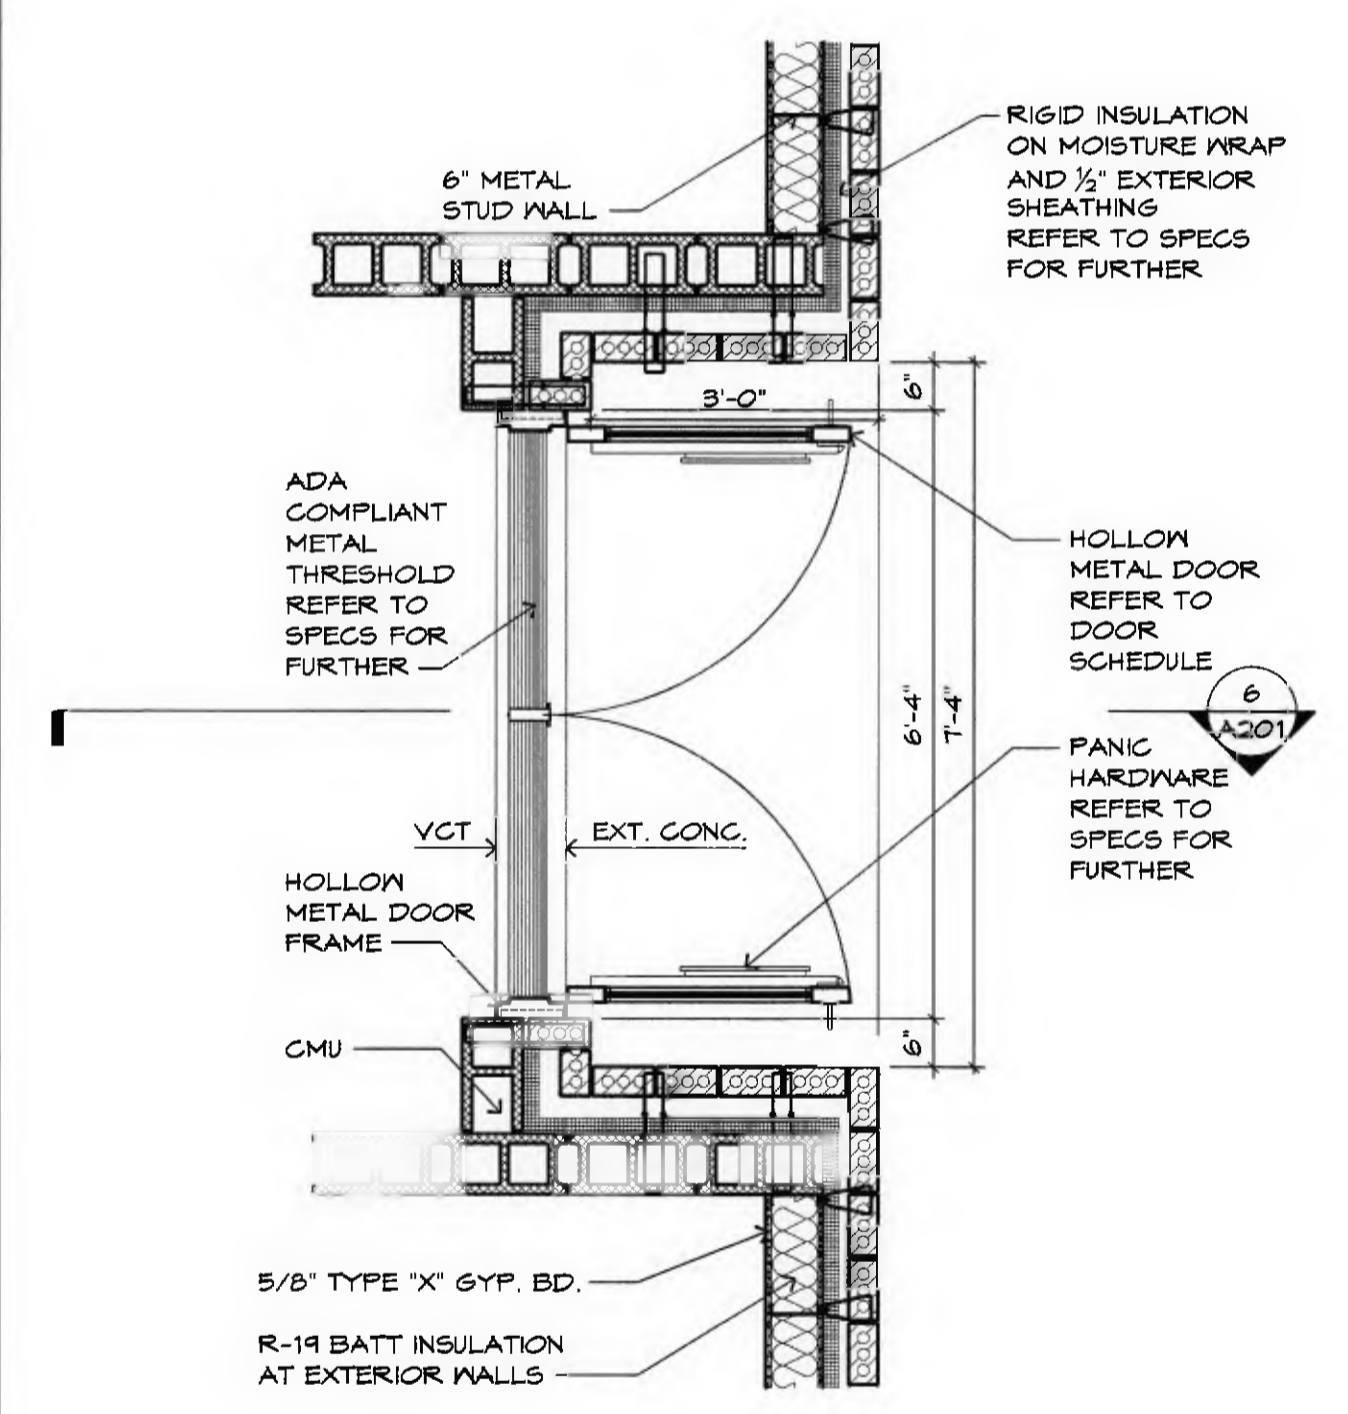 RIGID INSULATION
ON MOISTURE WRAP
AND ½" EXTERIOR
SHEATHING
REFER TO SPECS
FOR FURTHER
6" METAL
STUD WALL
6"
3'-0"
ADA
COMPLIANT
METAL
THRESHOLD
REFER TO
SPECS FOR
FURTHER
HOLLOW
METAL DOOR
REFER TO
DOOR
SCHEDULE
6
A201
6'-4"
7'-4"
PANIC
HARDWARE
REFER TO
SPECS FOR
FURTHER
VCT
EXT. CONC.
HOLLOW
METAL DOOR
FRAME
CMU
6"
5/8" TYPE "X" GYP. BD.
R-19 BATT INSULATION
AT EXTERIOR WALLS